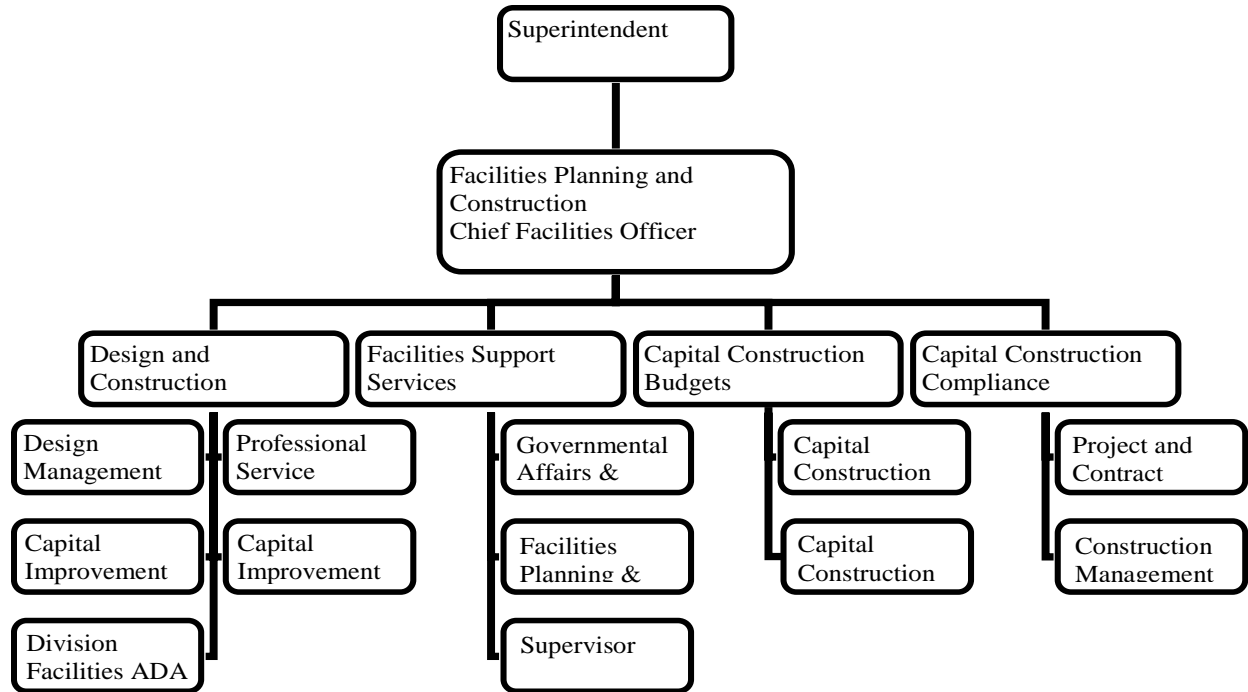 Superintendent
Facilities Planning and
Construction
Chief Facilities Officer
Design and
Construction
Facilities Support
Services
Capital Construction
Budgets
Capital Construction
Compliance
Design
Management
Professional
Service
Capital
Improvement
Capital
Improvement
Division
Facilities ADA
Governmental
Affairs &
Facilities
Planning &
Supervisor
Capital
Construction
Capital
Construction
Project and
Contract
Construction
Management